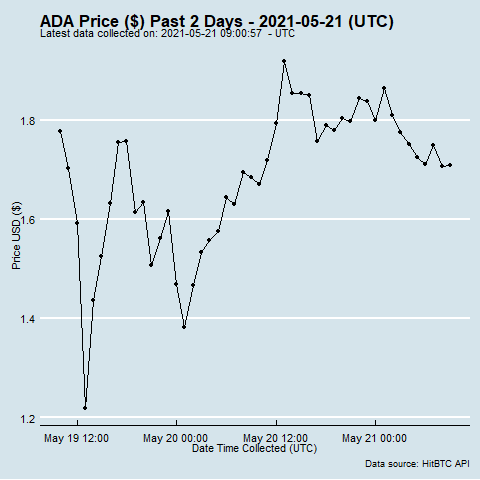 ADA Price ($) Past 2 Days - 2021-05-21 (UTC)
Latest data collected on: 2021-05-21 09:00:57 - UTC
Price USD ($)
1.8
1.6
1.4
1.2
May 19 12:00 May 20 00:00 May 20 12:00 May 21 00:00
Date Time Collected (UTC)
Data source: HitBTC API